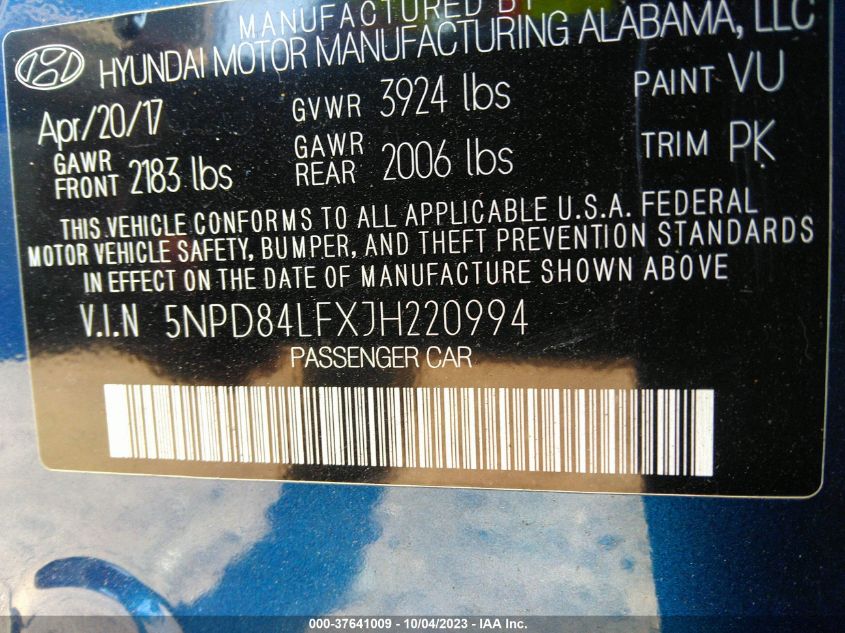 MANUFACTURED BY
HYUNDAI MOTOR MANUFACTURING ALABAMA, LLC
Apr/20/17 GVWR 3924 lbs PAINT VU
GAWR FRONT 2183 lbs GAWR REAR 2006 lbs TRIM PK
THIS VEHICLE CONFORMS TO ALL APPLICABLE U.S.A. FEDERAL
MOTOR VEHICLE SAFETY, BUMPER, AND THEFT PREVENTION STANDARDS
IN EFFECT ON THE DATE OF MANUFACTURE SHOWN ABOVE
V.I.N 5NPD84LFXJH220994
PASSENGER CAR
000-37641009 - 10/04/2023 - IAA Inc.